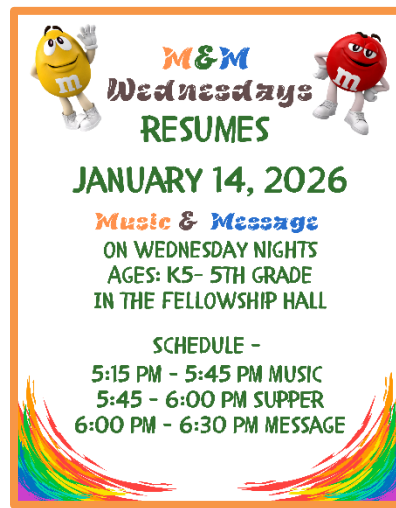 M&M
Wednesdays
RESUMES
JANUARY 14, 2026
Music & Message
ON WEDNESDAY NIGHTS
AGES: K5- 5TH GRADE
IN THE FELLOWSHIP HALL
SCHEDULE -
5:15 PM - 5:45 PM MUSIC
5:45 - 6:00 PM SUPPER
6:00 PM - 6:30 PM MESSAGE
m
m